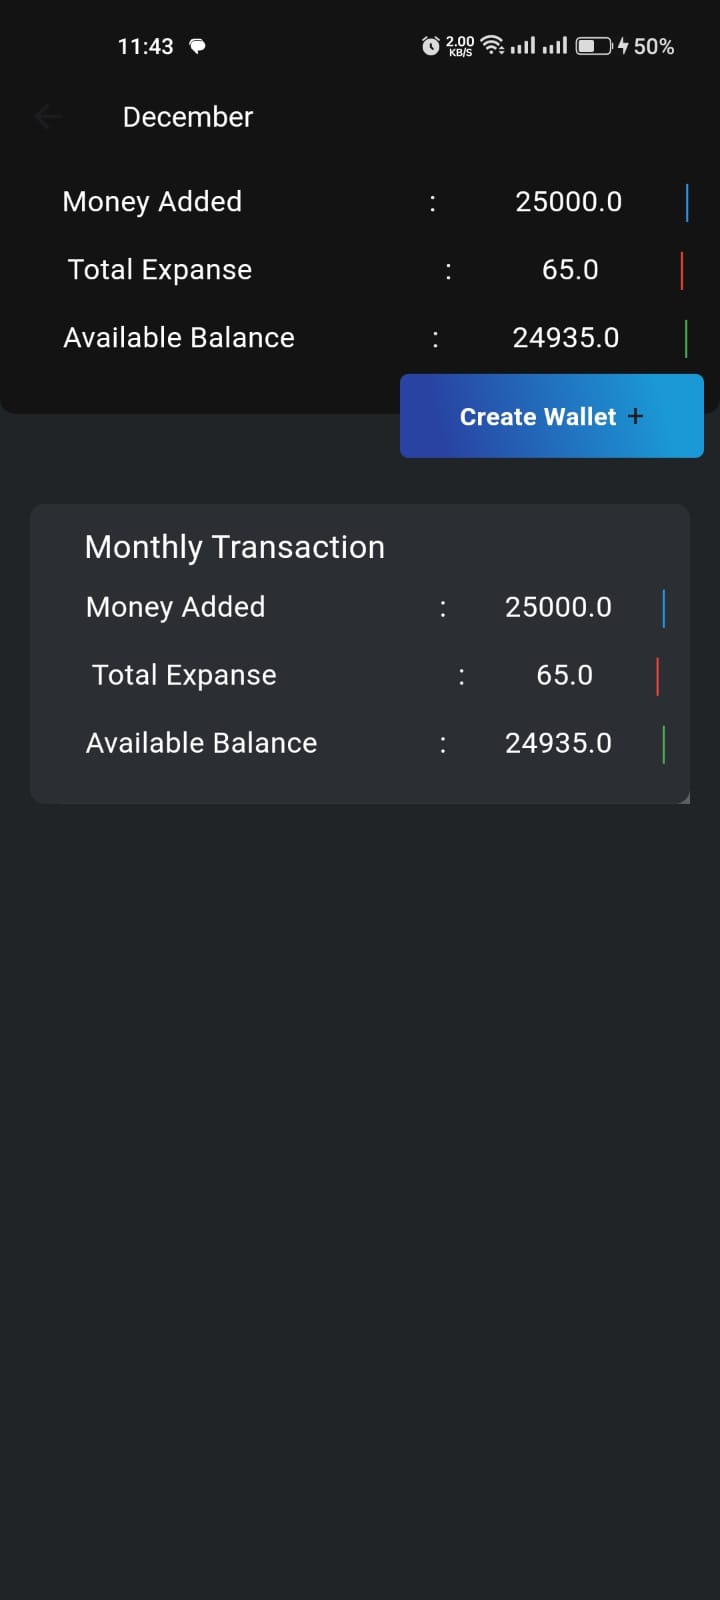 11:43 2.00 KB/S 50%
December
Money Added : 25000.0
Total Expanse : 65.0
Available Balance : 24935.0
Create Wallet +
Monthly Transaction
Money Added : 25000.0
Total Expanse : 65.0
Available Balance : 24935.0